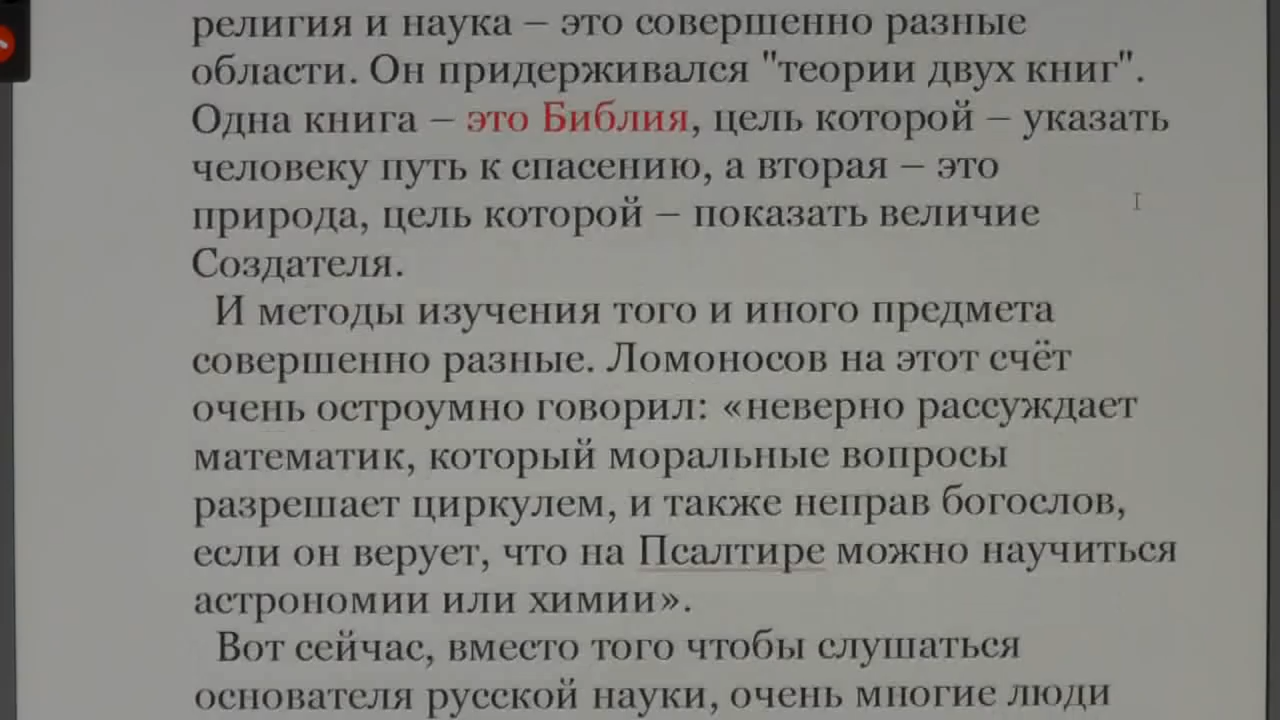 религия и наука – это совершенно разные
области. Он придерживался "теории двух книг".
Одна книга – это Библия, цель которой – указать
человеку путь к спасению, а вторая – это
природа, цель которой – показать величие
Создателя.
И методы изучения того и иного предмета
совершенно разные. Ломоносов на этот счёт
очень остроумно говорил: «неверно рассуждает
математик, который моральные вопросы
разрешает циркулем, и также неправ богослов,
если он верует, что на Псалтире можно научиться
астрономии или химии».
Вот сейчас, вместо того чтобы слушаться
основателя русской науки, очень многие люди